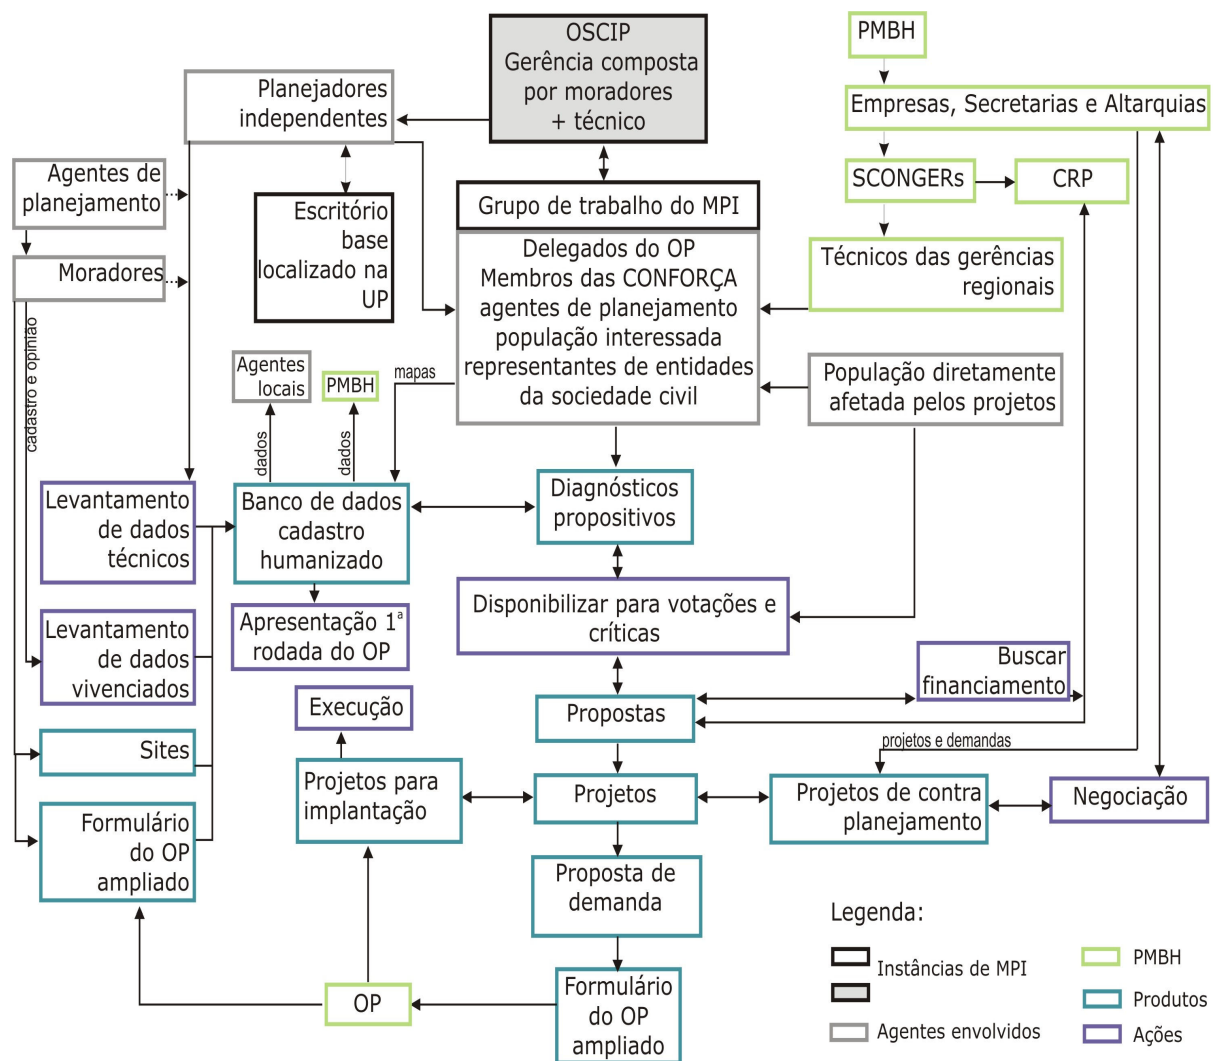 OSCIP
Gerência composta
por moradores
+ técnico
PMBH
Planejadores
independentes
Empresas, Secretarias e Altarquias
Agentes de
planejamento
SCONGERs
CRP
Escritório
base
localizado na
UP
Grupo de trabalho do MPI
Delegados do OP
Membros das CONFORÇA
agentes de planejamento
população interessada
representantes de entidades
da sociedade civil
Técnicos das gerências
regionais
Moradores
cadastro e opinião
Agentes
locais
PMBH
mapas
População diretamente
afetada pelos projetos
dados
dados
Levantamento
de dados
técnicos
Banco de dados
cadastro
humanizado
Diagnósticos
propositivos
Disponibilizar para votações e
críticas
Apresentação 1ª
rodada do OP
Levantamento
de dados
vivenciados
Buscar
financiamento
Execução
Propostas
Sites
projetos e demandas
Projetos para
implantação
Projetos
Projetos de contra
planejamento
Negociação
Formulário
do OP
ampliado
Proposta de
demanda
OP
Formulário
do OP
ampliado
Legenda:
Instâncias de MPI
Agentes envolvidos
PMBH
Produtos
Ações